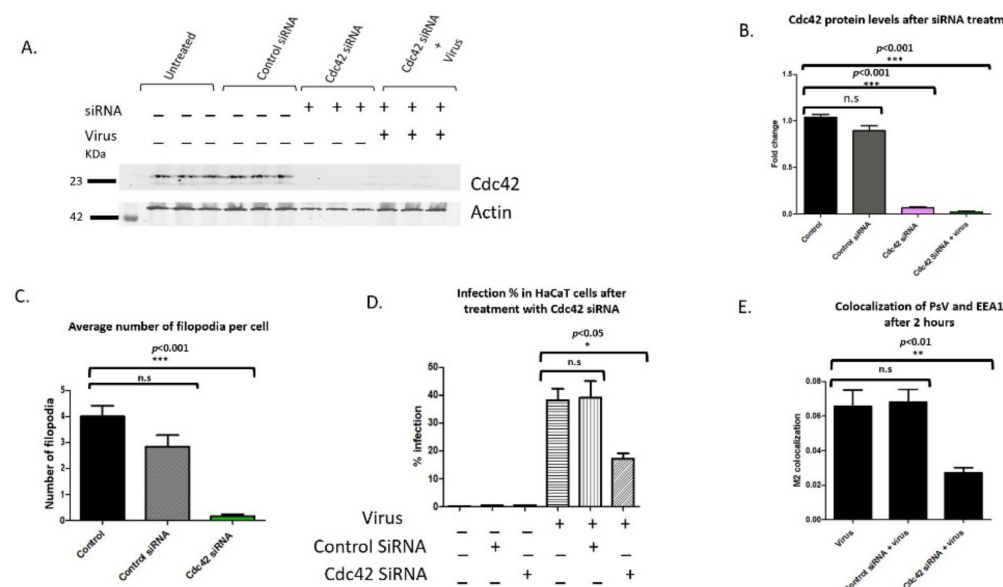 A.
Untreated
Control siRNA
Cdc42 siRNA
Cdc42 siRNA
+
Virus
siRNA — — — — — — + + + + + +
Virus — — — — — — — — — + + +
KDa
23
Cdc42
42
Actin
B.
Cdc42 protein levels after siRNA treatm
p<0.001
***
p<0.001
***
n.s
Fold change
1.5
1.0
0.5
0.0
Control
Control siRNA
Cdc42 siRNA
Cdc42 SiRNA + virus
C.
Average number of filopodia per cell
p<0.001
***
n.s
Number of filopodia
5
4
3
2
1
0
Control
Control siRNA
Cdc42 siRNA
D.
Infection % in HaCaT cells after
treatment with Cdc42 siRNA
p<0.05
*
n.s
% infection
50
40
30
20
10
0
Virus — — — + + +
Control SiRNA — + — — + —
Cdc42 SiRNA — — + — — +
E.
Colocalization of PsV and EEA1
after 2 hours
p<0.01
**
n.s
M2 colocalization
0.08
0.06
0.04
0.02
0.00
Virus
Control siRNA + virus
Cdc42 siRNA + virus